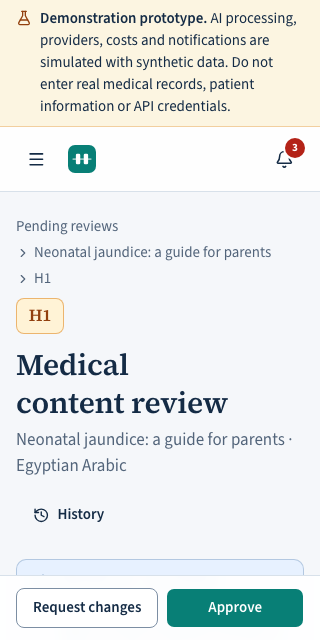 Demonstration prototype. AI processing,
providers, costs and notifications are
simulated with synthetic data. Do not
enter real medical records, patient
information or API credentials.
3
Pending reviews
Neonatal jaundice: a guide for parents
H1
H1
Medical
content review
Neonatal jaundice: a guide for parents ·
Egyptian Arabic
History
Request changes
Approve